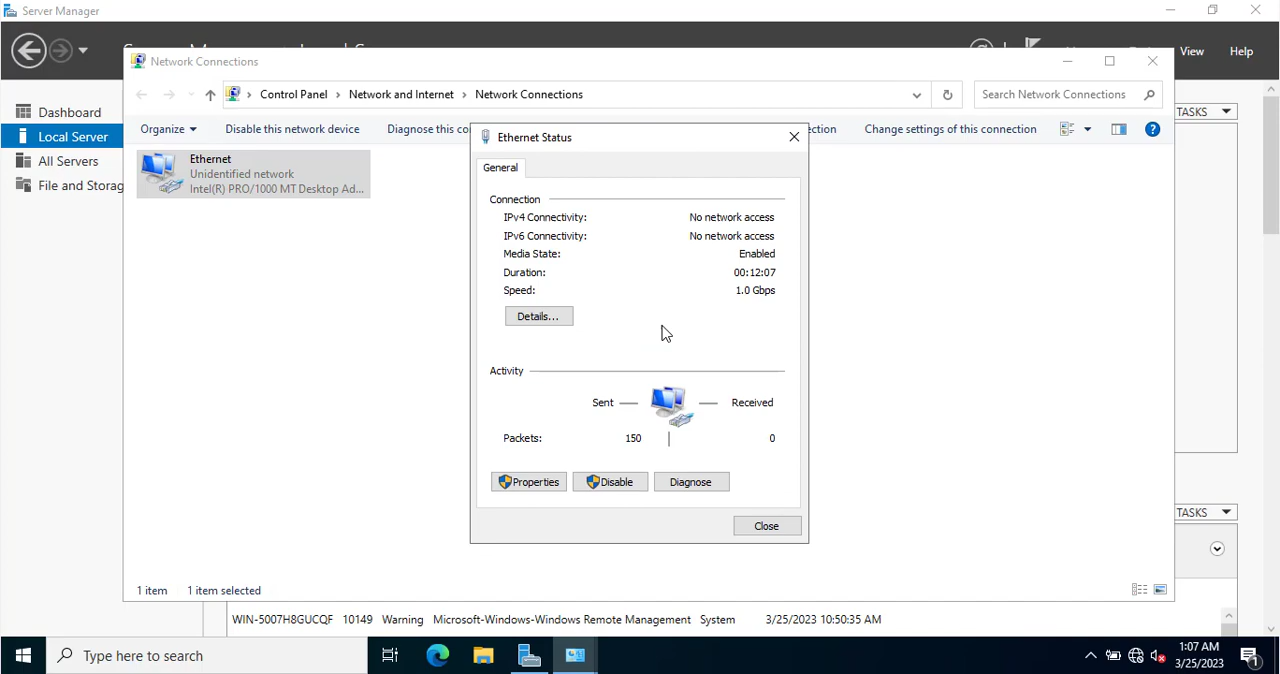 Server Manager
View Help
Network Connections
Control Panel Network and Internet Network Connections
Search Network Connections
Organize Disable this network device Diagnose this Change settings of this connection
TASKS
Dashboard
Local Server
All Servers
File and Storag
Ethernet
Unidentified network
Intel(R) PRO/1000 MT Desktop Ad...
Ethernet Status
General
Connection
IPv4 Connectivity: No network access
IPv6 Connectivity: No network access
Media State: Enabled
Duration: 00:12:07
Speed: 1.0 Gbps
Details...
Activity
Sent Received
Packets: 150 0
Properties Disable Diagnose
Close
TASKS
1 item 1 item selected
WIN-5007H8GUCQF 10149 Warning Microsoft-Windows-Windows Remote Management System 3/25/2023 10:50:35 AM
Type here to search
1:07 AM
3/25/2023
1